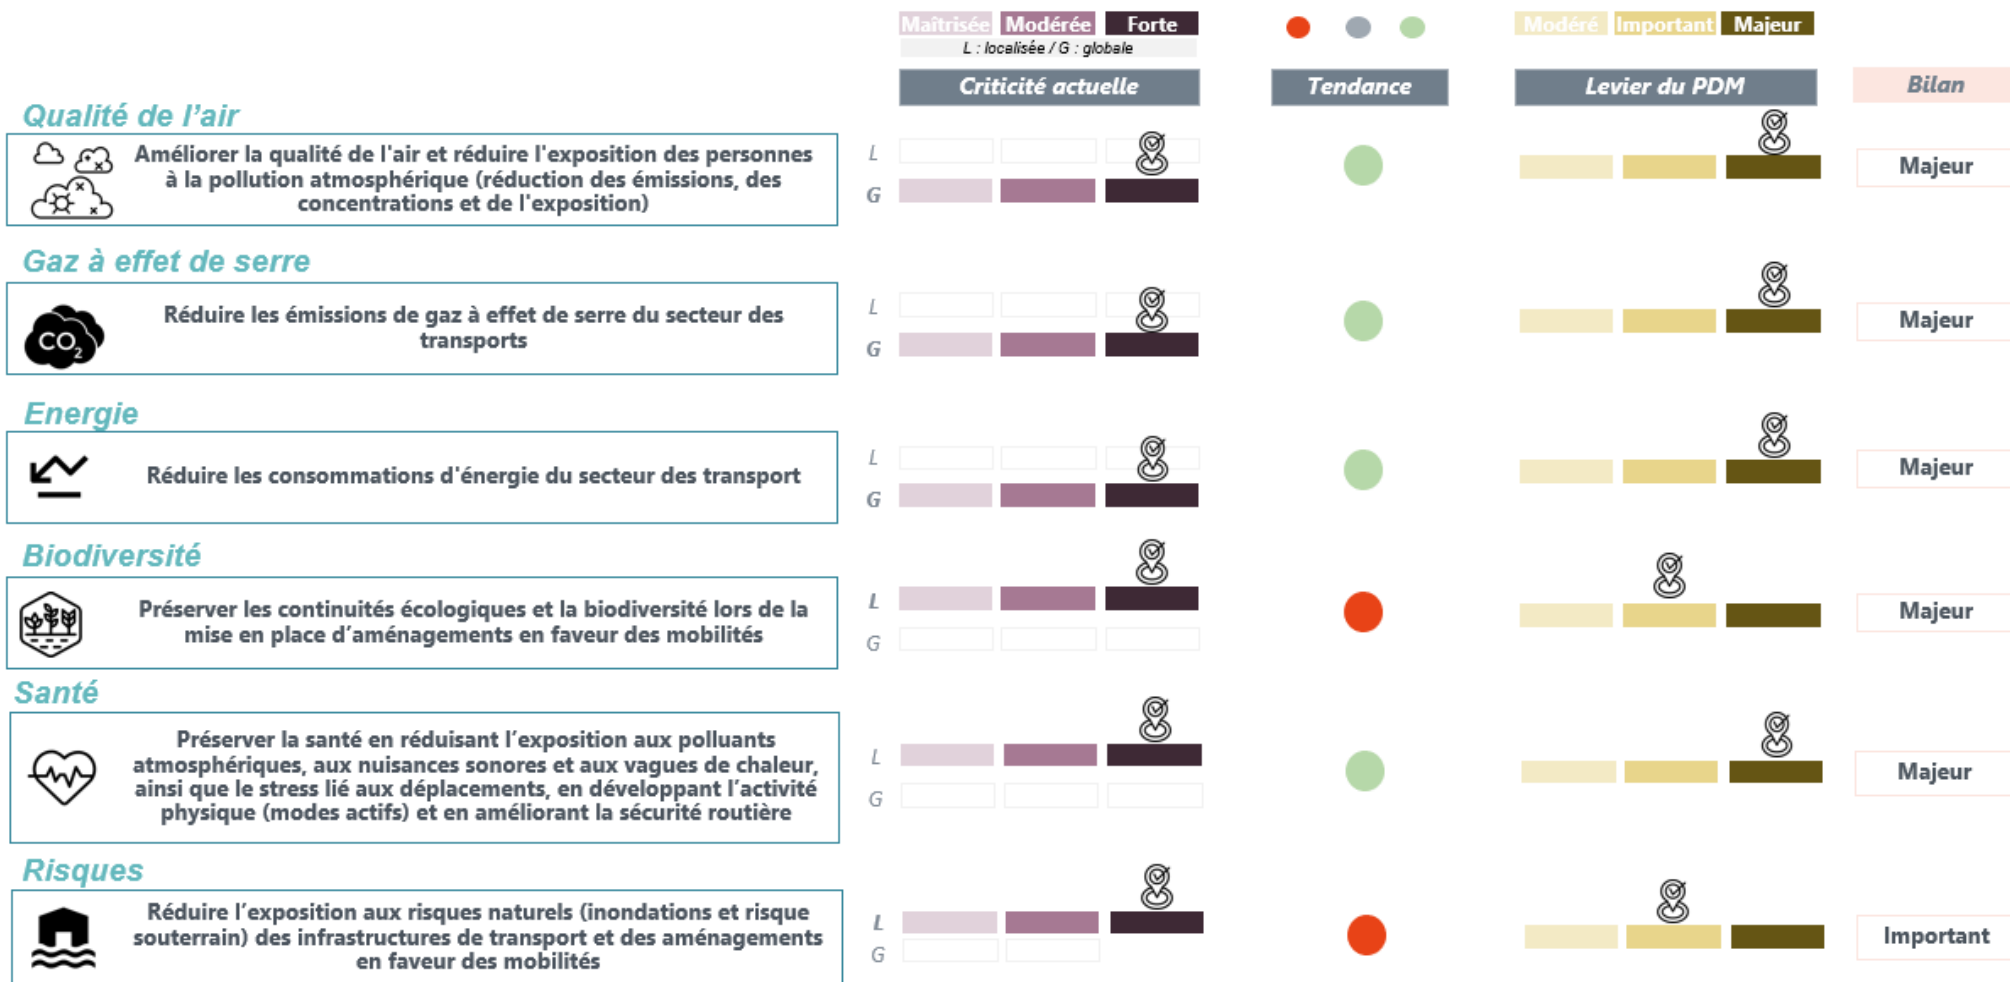 Maîtrisée Modérée Forte
L : localisée / G : globale
Modéré Important Majeur
Criticité actuelle
Tendance
Levier du PDM
Bilan
Qualité de l'air
Améliorer la qualité de l'air et réduire l'exposition des personnes
à la pollution atmosphérique (réduction des émissions, des
concentrations et de l'exposition)
L
G
Majeur
Gaz à effet de serre
CO2
Réduire les émissions de gaz à effet de serre du secteur des
transports
L
G
Majeur
Energie
Réduire les consommations d'énergie du secteur des transport
L
G
Majeur
Biodiversité
Préserver les continuités écologiques et la biodiversité lors de la
mise en place d'aménagements en faveur des mobilités
L
G
Majeur
Santé
Préserver la santé en réduisant l'exposition aux polluants
atmosphériques, aux nuisances sonores et aux vagues de chaleur,
ainsi que le stress lié aux déplacements, en développant l'activité
physique (modes actifs) et en améliorant la sécurité routière
L
G
Majeur
Risques
Réduire l'exposition aux risques naturels (inondations et risque
souterrain) des infrastructures de transport et des aménagements
en faveur des mobilités
L
G
Important